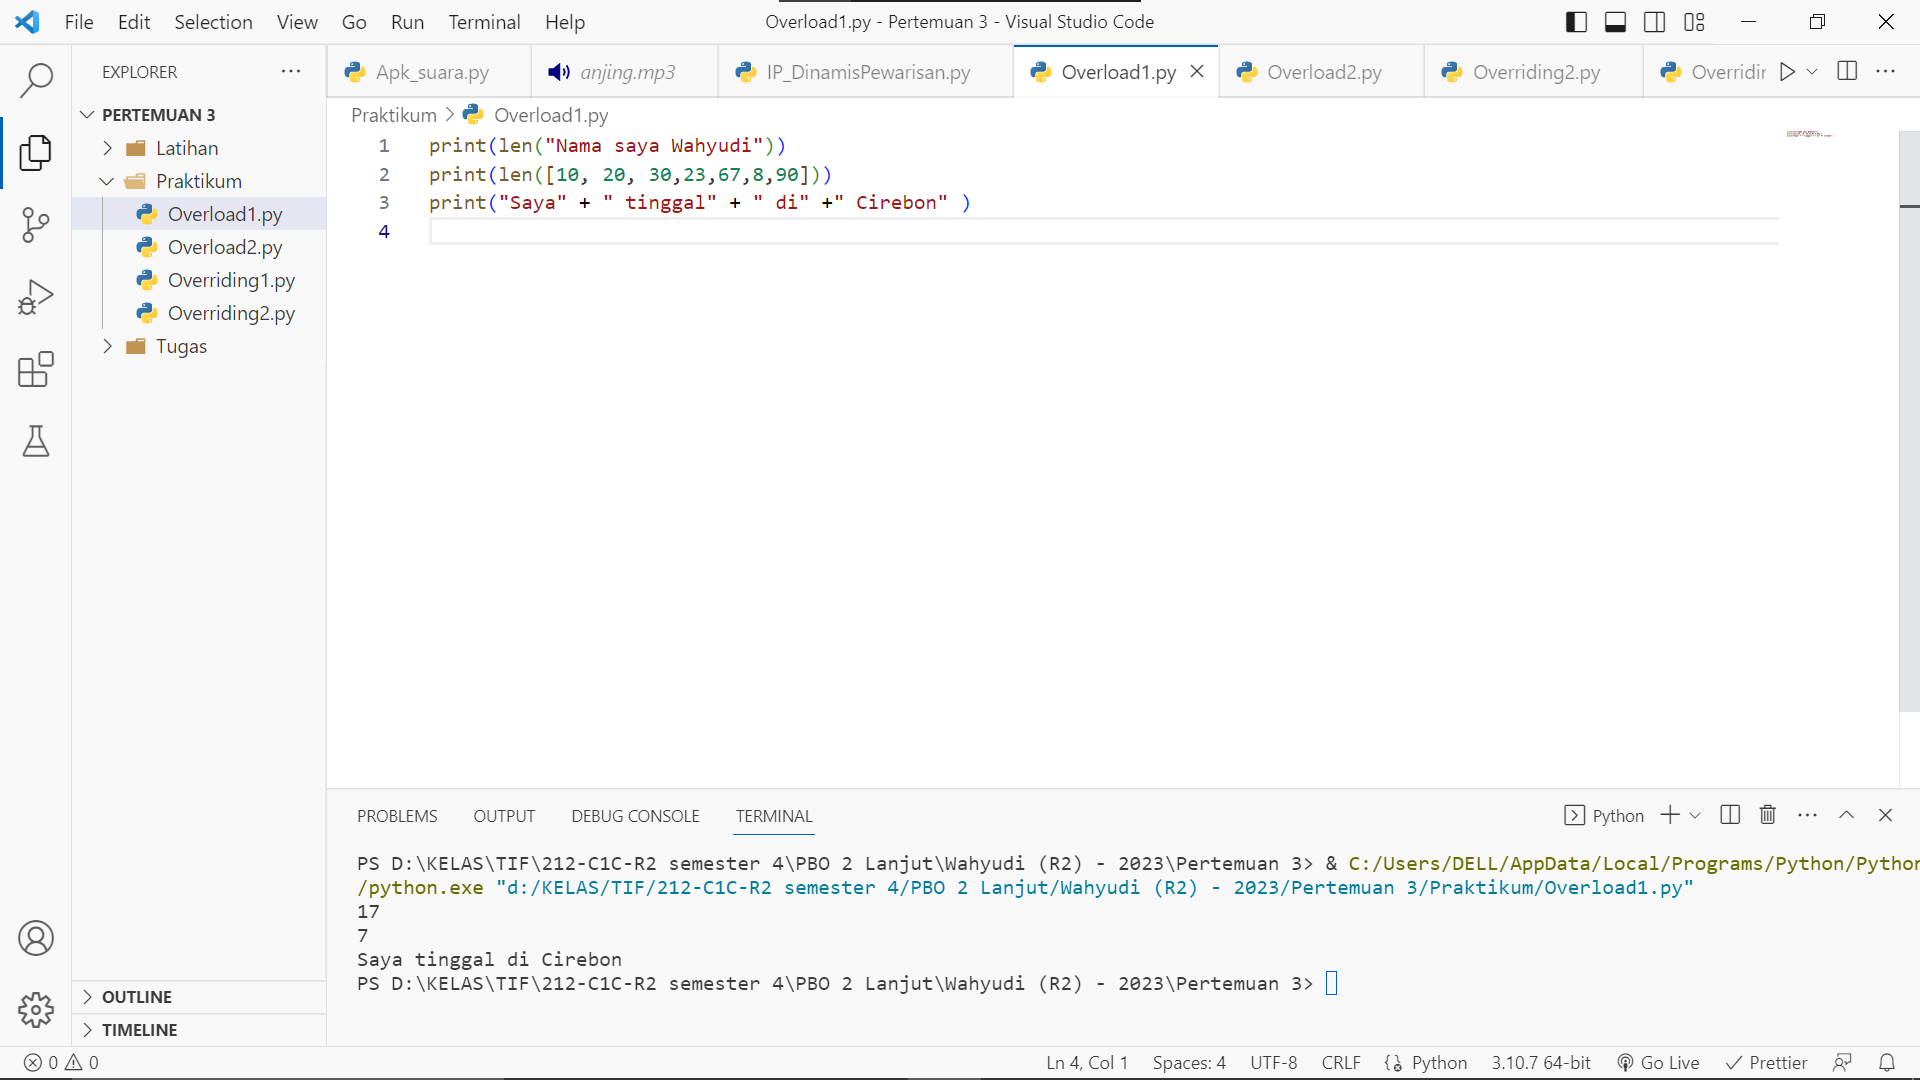 File Edit Selection View Go Run Terminal Help
Overload1.py - Pertemuan 3 - Visual Studio Code
EXPLORER
PERTEMUAN 3
Latihan
Praktikum
Overload1.py
Overload2.py
Overriding1.py
Overriding2.py
Tugas
OUTLINE
TIMELINE
Apk_suara.py anjing.mp3 IP_DinamisPewarisan.py Overload1.py Overload2.py Overriding2.py Overridir
Praktikum > Overload1.py
1 print(len("Nama saya Wahyudi"))
2 print(len([10, 20, 30,23,67,8,90]))
3 print("Saya" + " tinggal" + " di" +" Cirebon" )
4
PROBLEMS OUTPUT DEBUG CONSOLE TERMINAL
Python
PS D:\KELAS\TIF\212-C1C-R2 semester 4\PBO 2 Lanjut\Wahyudi (R2) - 2023\Pertemuan 3> & C:/Users/DELL/AppData/Local/Programs/Python/Python
/python.exe "d:/KELAS/TIF/212-C1C-R2 semester 4/PBO 2 Lanjut/Wahyudi (R2) - 2023/Pertemuan 3/Praktikum/Overload1.py"
17
7
Saya tinggal di Cirebon
PS D:\KELAS\TIF\212-C1C-R2 semester 4\PBO 2 Lanjut\Wahyudi (R2) - 2023\Pertemuan 3>
0 0 Ln 4, Col 1 Spaces: 4 UTF-8 CRLF Python 3.10.7 64-bit Go Live Prettier